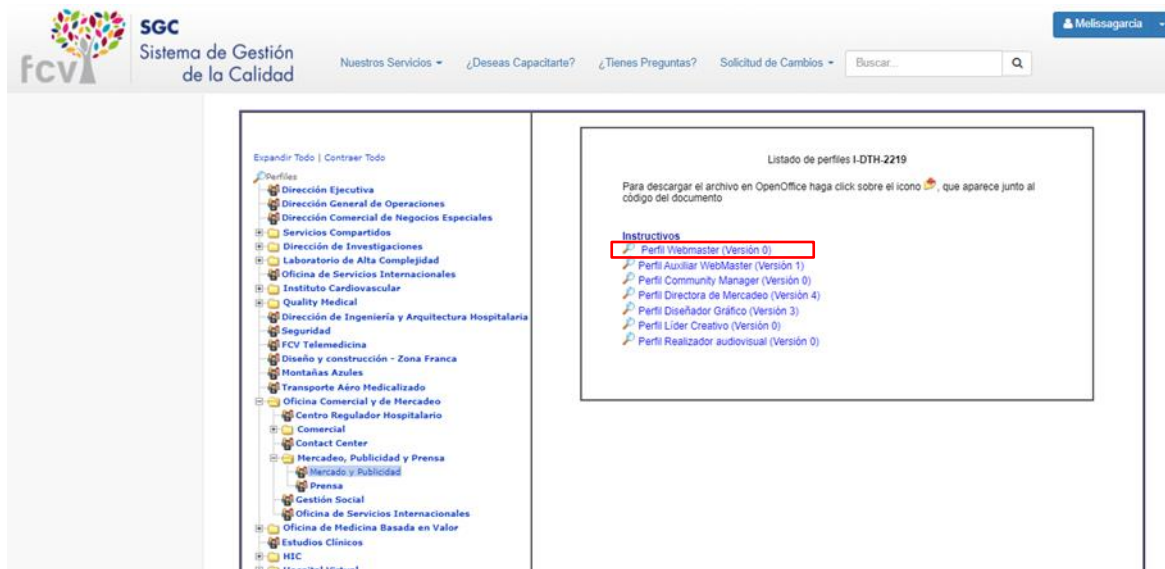 fcv
SGC
Sistema de Gestión
de la Calidad
Nuestros Servicios
¿Deseas Capacitarte?
¿Tienes Preguntas?
Solicitud de Cambios
Buscar...
Melissagarcia
Expandir Todo | Contraer Todo
Perfiles
Dirección Ejecutiva
Dirección General de Operaciones
Dirección Comercial de Negocios Especiales
Servicios Compartidos
Dirección de Investigaciones
Laboratorio de Alta Complejidad
Oficina de Servicios Internacionales
Instituto Cardiovascular
Quality Medical
Dirección de Ingeniería y Arquitectura Hospitalaria
Seguridad
FCV Telemedicina
Diseño y construcción - Zona Franca
Montañas Azules
Transporte Aéro Medicalizado
Oficina Comercial y de Mercadeo
Centro Regulador Hospitalario
Comercial
Contact Center
Mercadeo, Publicidad y Prensa
Mercado y Publicidad
Prensa
Gestión Social
Oficina de Servicios Internacionales
Oficina de Medicina Basada en Valor
Estudios Clínicos
HIC
Hospital Virtual
Listado de perfiles I-DTH-2219
Para descargar el archivo en OpenOffice haga click sobre el icono , que aparece junto al
código del documento
Instructivos
Perfil Webmaster (Versión 0)
Perfil Auxiliar WebMaster (Versión 1)
Perfil Community Manager (Versión 0)
Perfil Directora de Mercadeo (Versión 4)
Perfil Diseñador Gráfico (Versión 3)
Perfil Líder Creativo (Versión 0)
Perfil Realizador audiovisual (Versión 0)